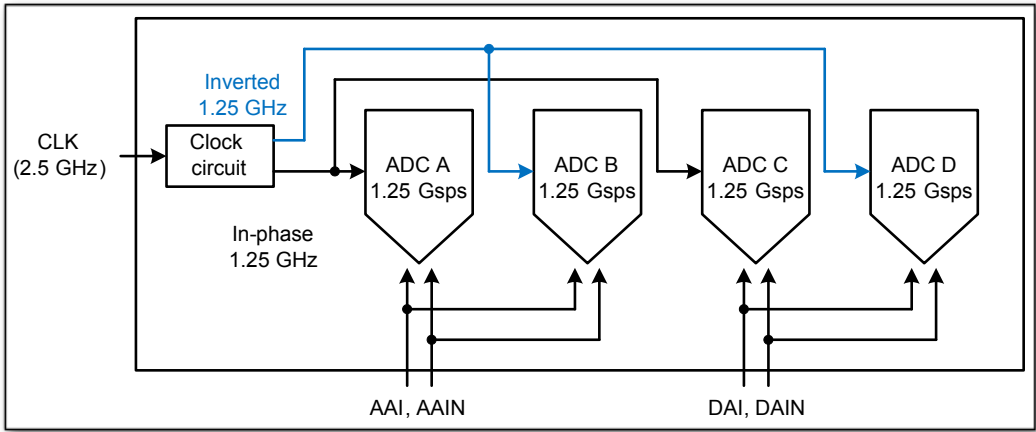 Inverted
1.25 GHz
CLK
(2.5 GHz)
Clock
circuit
ADC A
1.25 Gsps
ADC B
1.25 Gsps
ADC C
1.25 Gsps
ADC D
1.25 Gsps
In-phase
1.25 GHz
AAI, AAIN
DAI, DAIN